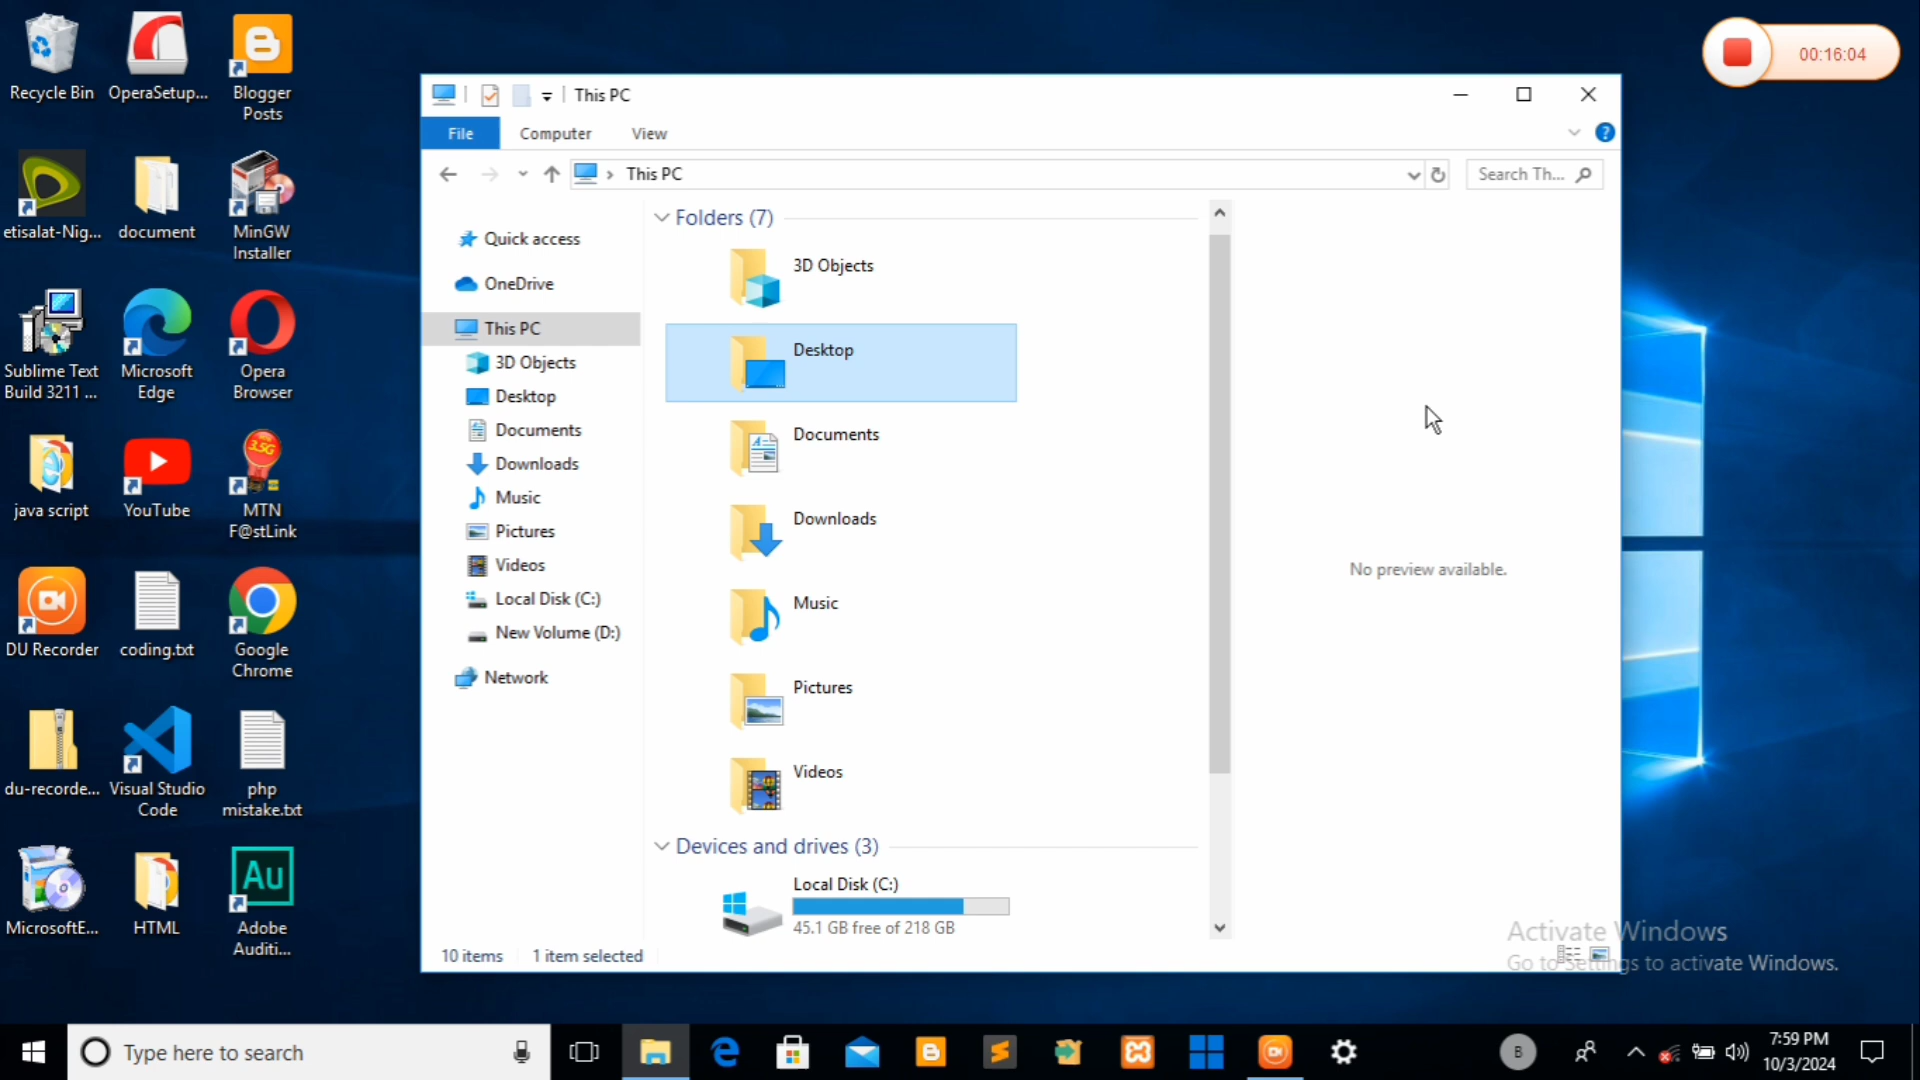 Recycle Bin
OperaSetup...
Blogger
Posts
etisalat-Nig...
document
MinGW
Installer
Sublime Text
Build 3211 ...
Microsoft
Edge
Opera
Browser
java script
YouTube
3.5G
MTN
F@stLink
DU Recorder
coding.txt
Google
Chrome
du-recorde...
Visual Studio
Code
php
mistake.txt
MicrosoftE...
HTML
Au
Adobe
Auditi...
00:16:04
This PC
File
Computer
View
?
This PC
Search Th...
Quick access
OneDrive
This PC
3D Objects
Desktop
Documents
Downloads
Music
Pictures
Videos
Local Disk (C:)
New Volume (D:)
Network
Folders (7)
3D Objects
Desktop
Documents
Downloads
Music
Pictures
Videos
Devices and drives (3)
Local Disk (C:)
45.1 GB free of 218 GB
No preview available.
10 items
1 item selected
Activate Windows
Go to Settings to activate Windows.
Type here to search
B
7:59 PM
10/3/2024